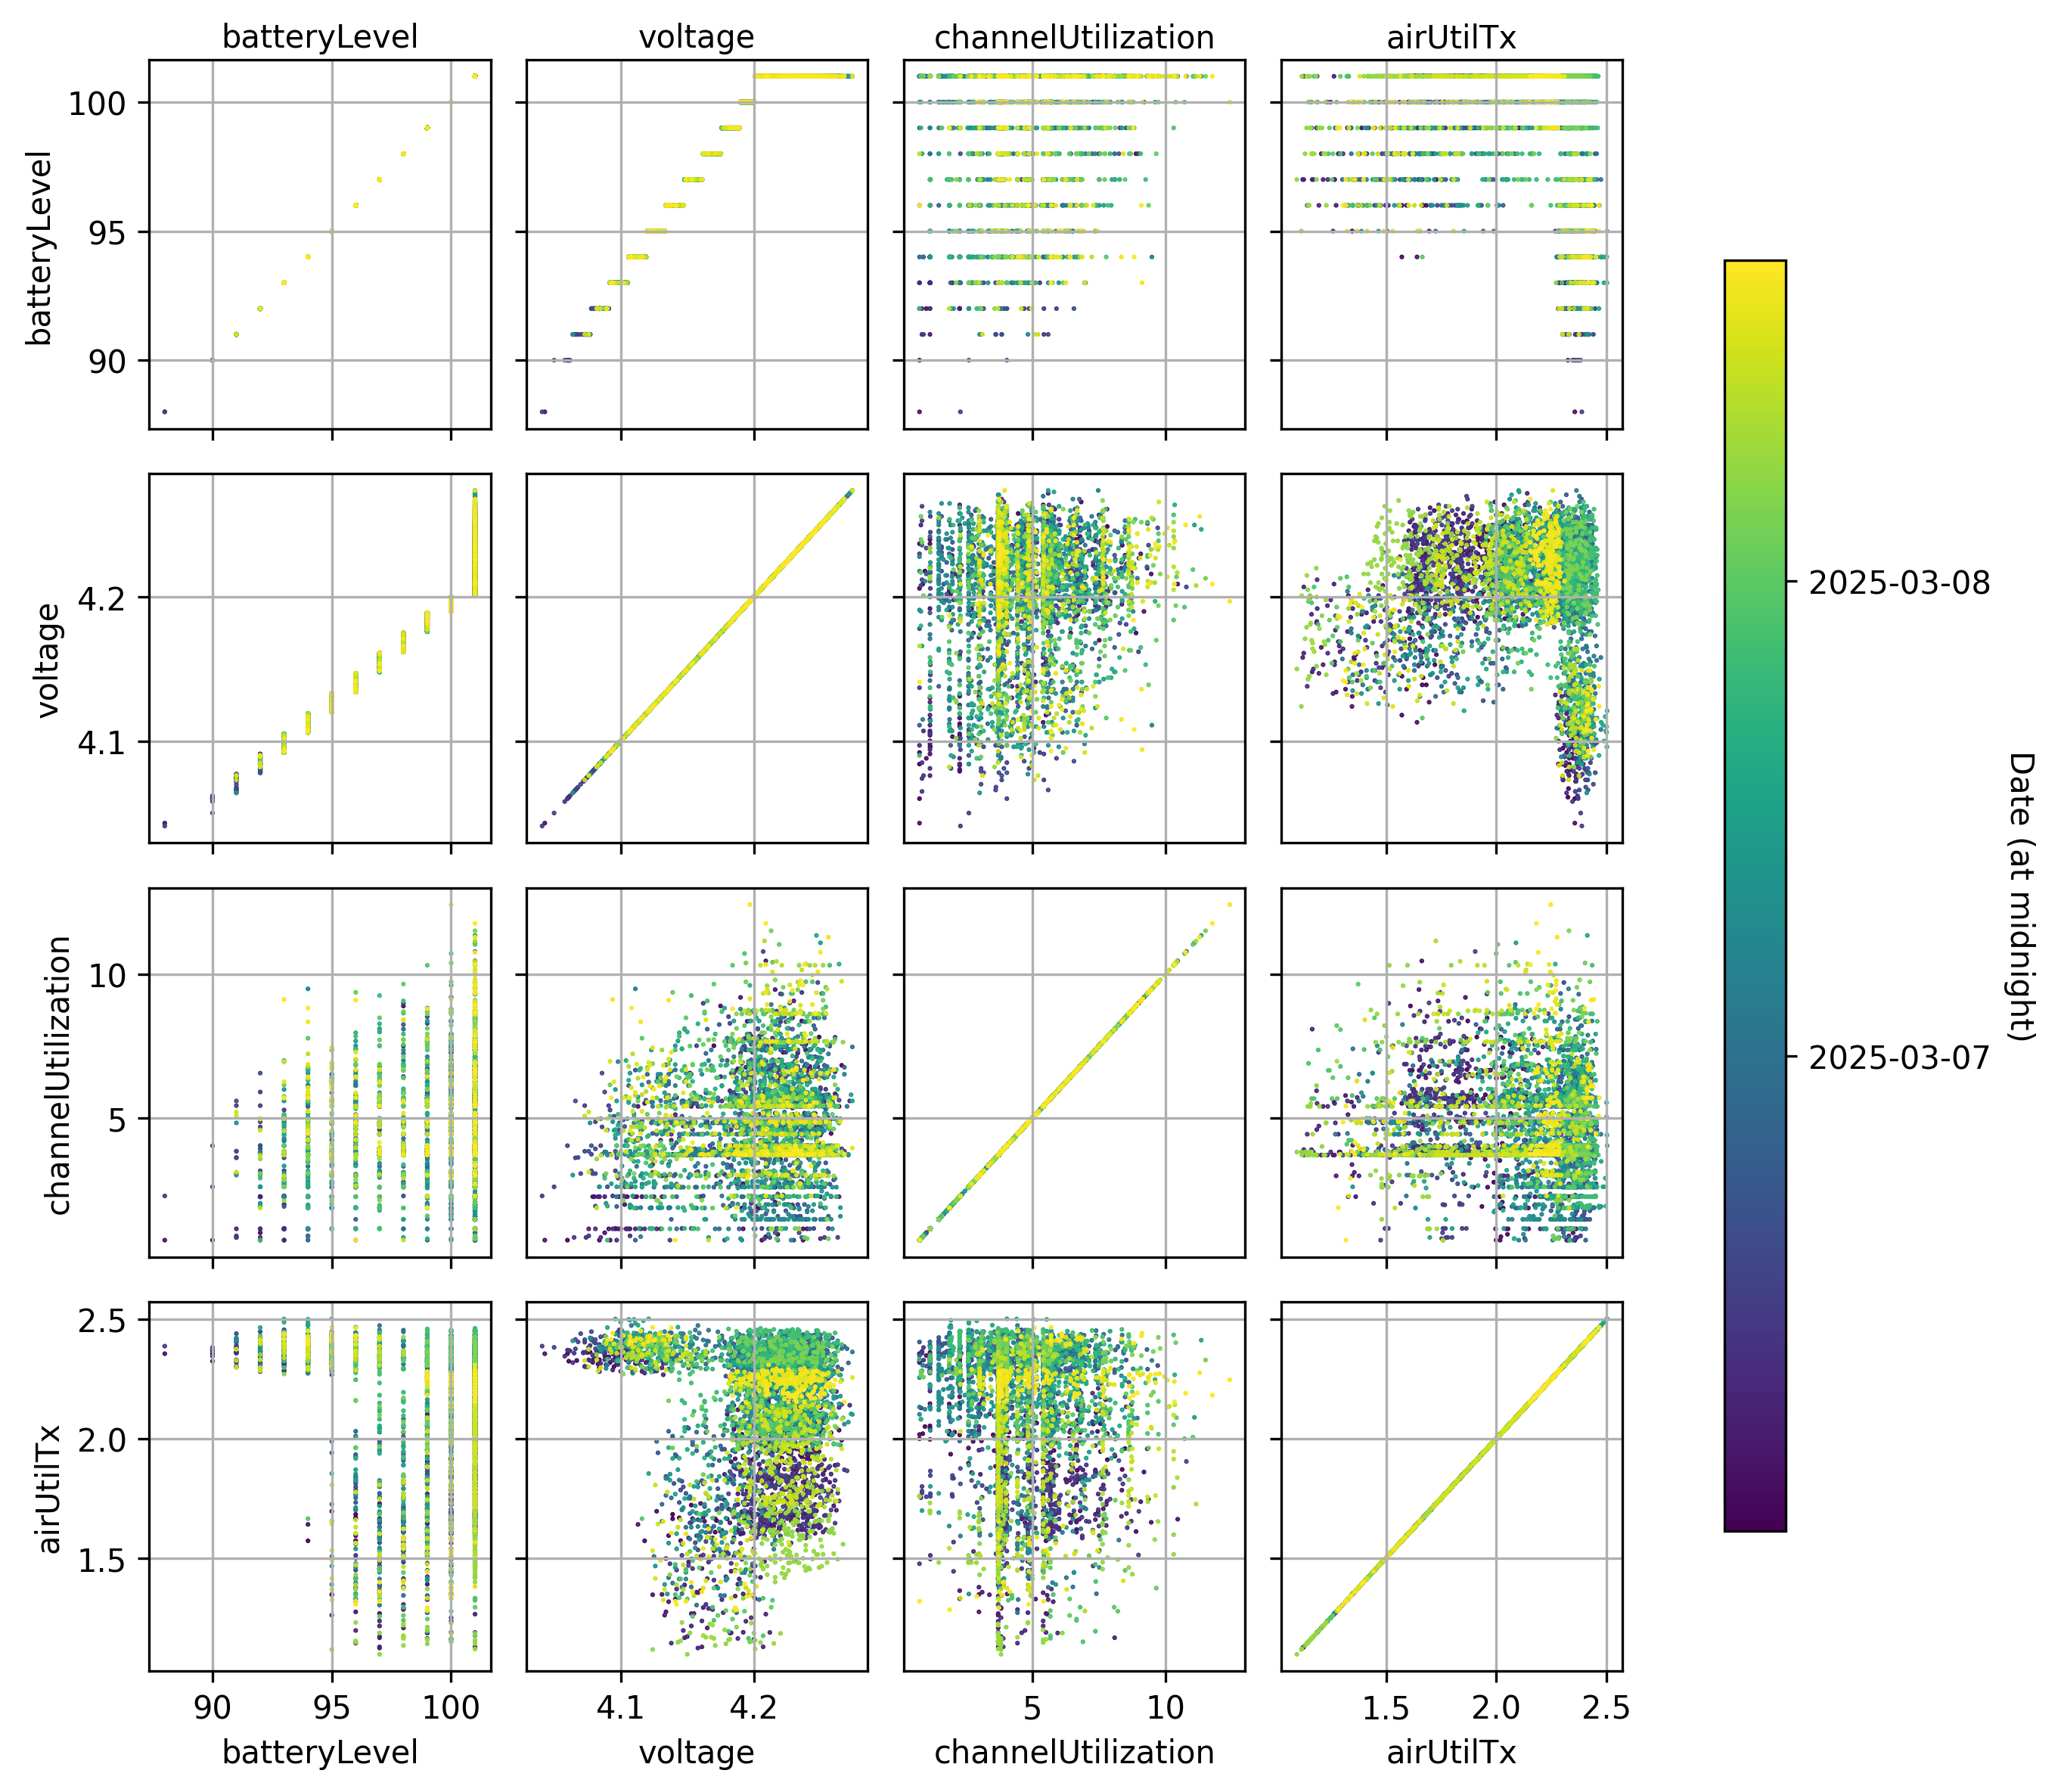 batteryLevel voltage channelUtilization airUtilTx
batteryLevel
100
95
90
voltage
4.2
4.1
channelUtilization
10
5
airUtilTx
2.5
2.0
1.5
90 95 100 4.1 4.2 5 10 1.5 2.0 2.5
batteryLevel voltage channelUtilization airUtilTx
2025-03-08
2025-03-07
Date (at midnight)